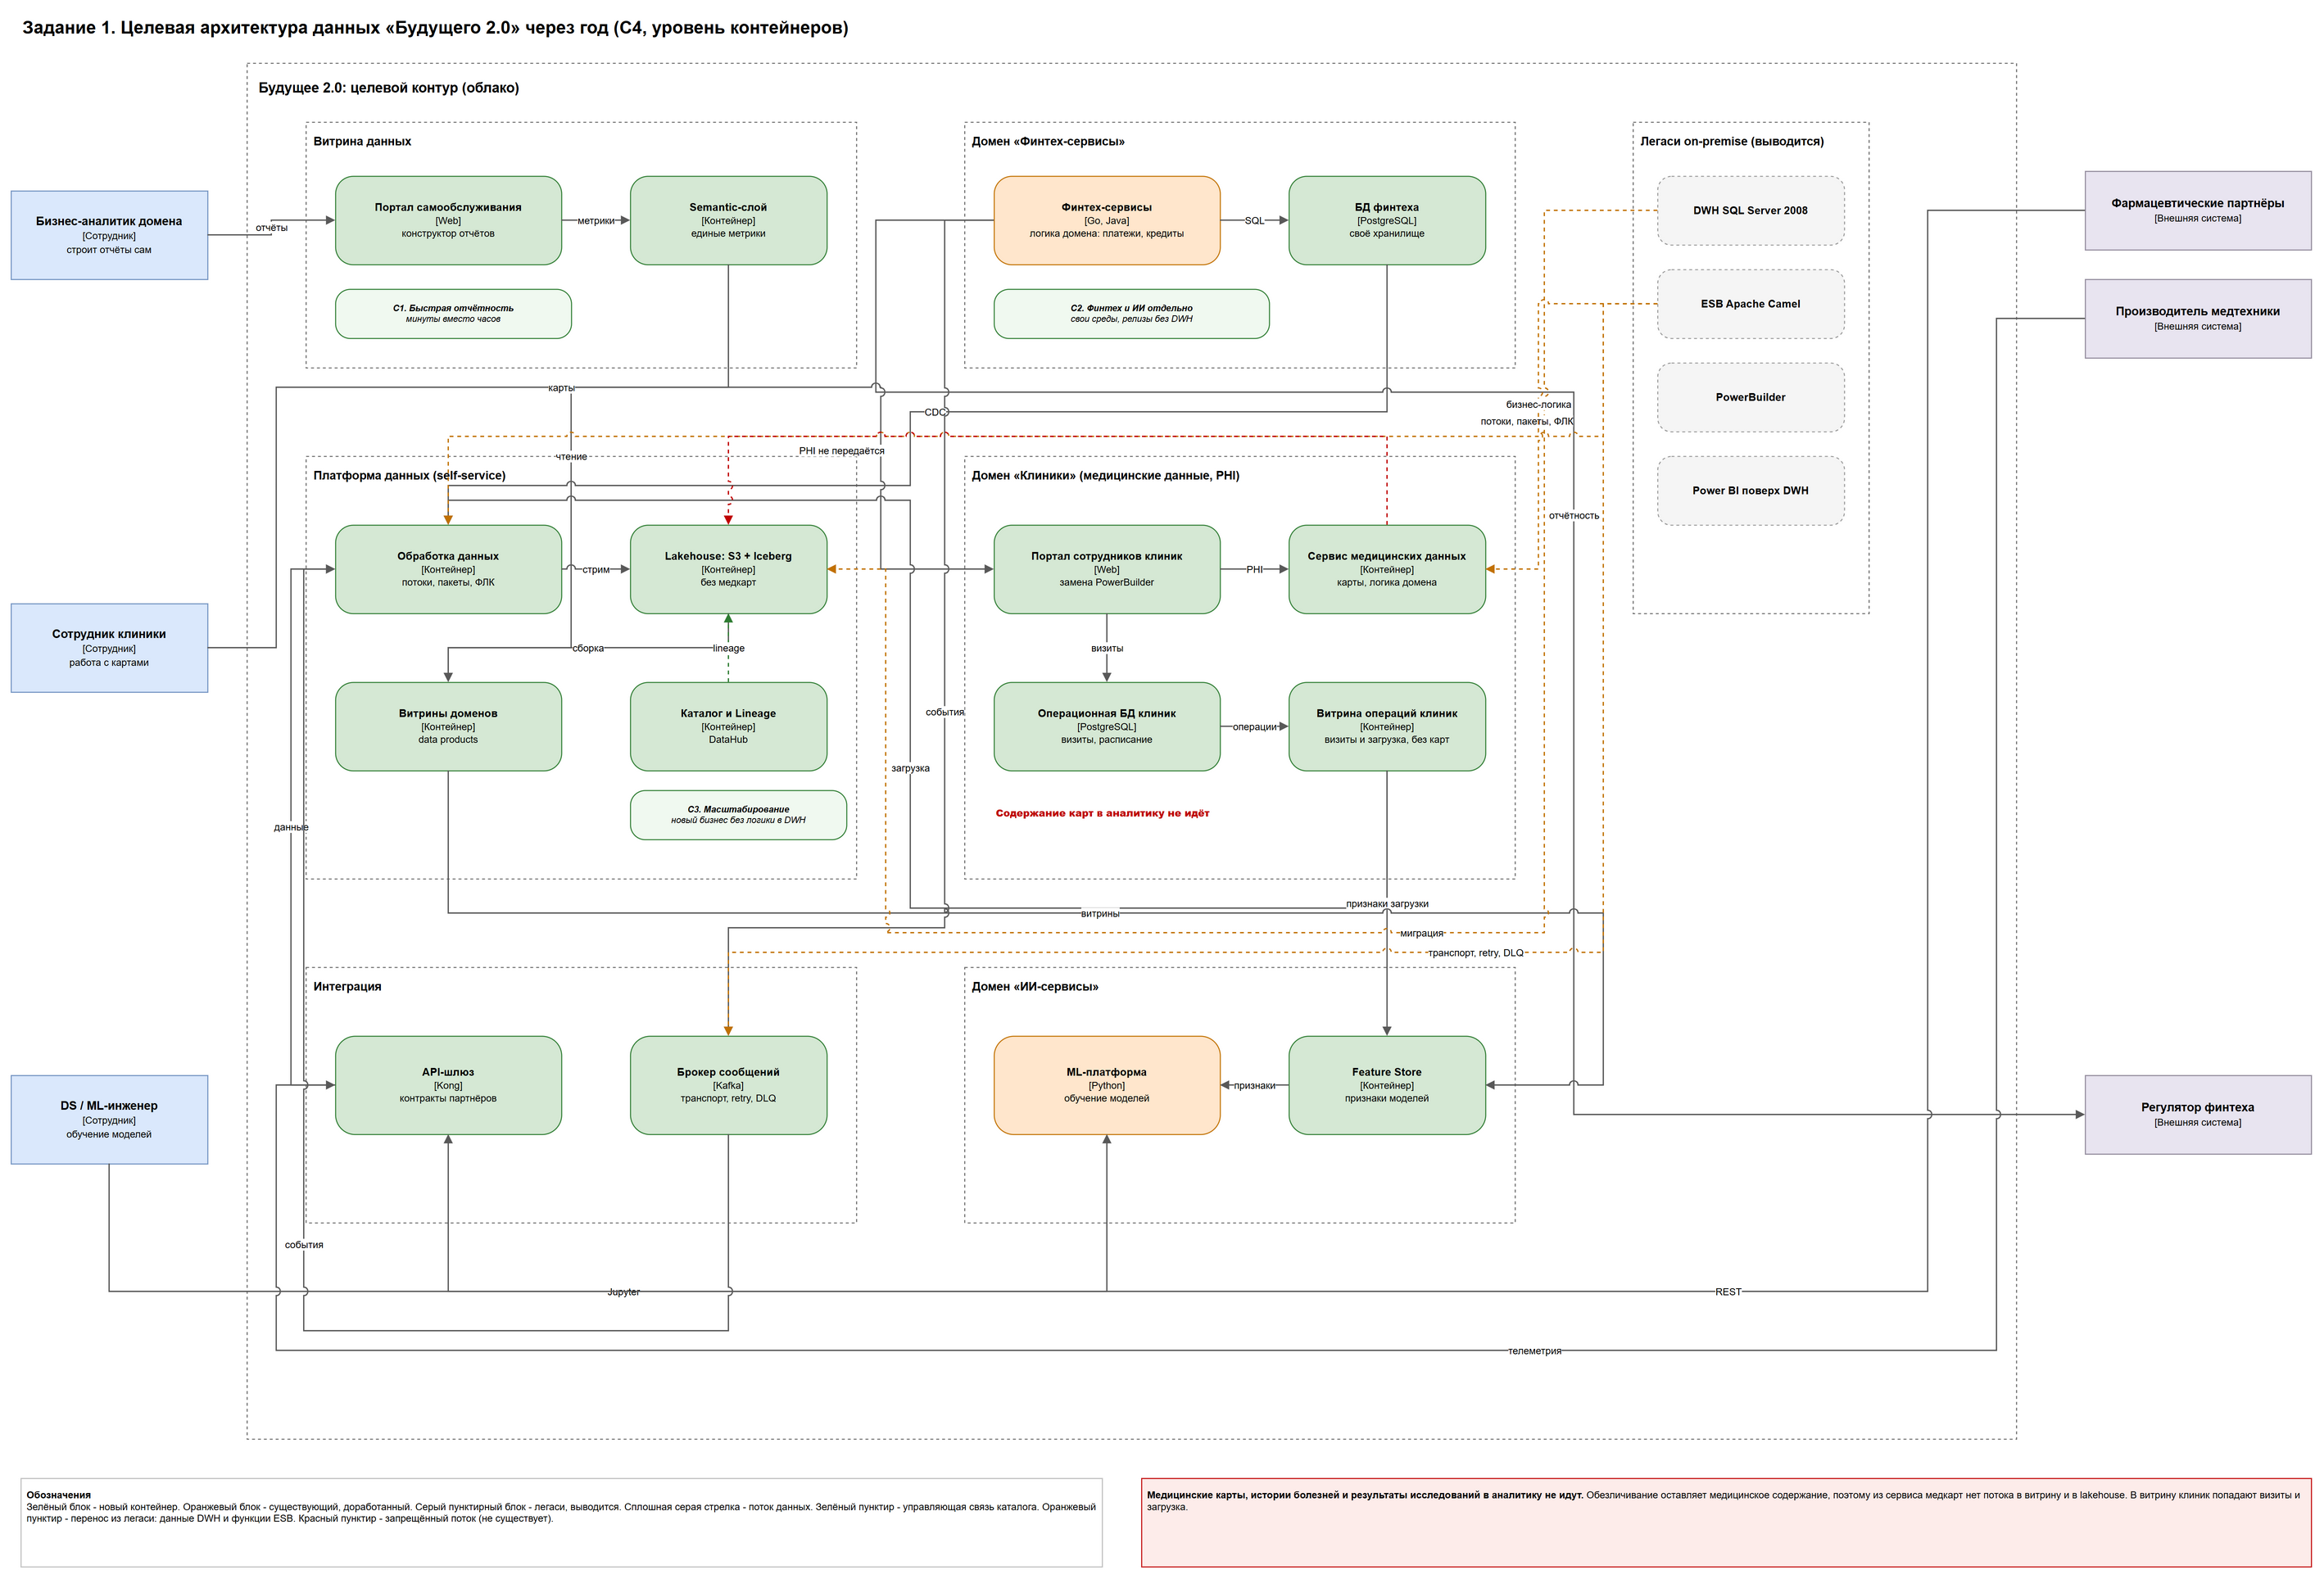 Задание 1. Целевая архитектура данных «Будущего 2.0» через год (C4, уровень контейнеров)
Будущее 2.0: целевой контур (облако)
Витрина данных
Портал самообслуживания
[Web]
конструктор отчётов
метрики
Semantic-слой
[Контейнер]
единые метрики
С1. Быстрая отчётность
минуты вместо часов
Домен «Финтех-сервисы»
Финтех-сервисы
[Go, Java]
логика домена: платежи, кредиты
SQL
БД финтеха
[PostgreSQL]
своё хранилище
С2. Финтех и ИИ отдельно
свои среды, релизы без DWH
Легаси on-premise (выводится)
DWH SQL Server 2008
ESB Apache Camel
PowerBuilder
Power BI поверх DWH
Бизнес-аналитик домена
[Сотрудник]
строит отчёты сам
отчёты
Фармацевтические партнёры
[Внешняя система]
Производитель медтехники
[Внешняя система]
карты
CDC
бизнес-логика
потоки, пакеты, ФЛК
чтение
PHI не передаётся
отчётность
Платформа данных (self-service)
Обработка данных
[Контейнер]
потоки, пакеты, ФЛК
стрим
Lakehouse: S3 + Iceberg
[Контейнер]
без медкарт
сборка
lineage
Витрины доменов
[Контейнер]
data products
Каталог и Lineage
[Контейнер]
DataHub
С3. Масштабирование
новый бизнес без логики в DWH
Домен «Клиники» (медицинские данные, PHI)
Портал сотрудников клиник
[Web]
замена PowerBuilder
PHI
Сервис медицинских данных
[Контейнер]
карты, логика домена
визиты
Операционная БД клиник
[PostgreSQL]
визиты, расписание
операции
Витрина операций клиник
[Контейнер]
визиты и загрузка, без карт
Содержание карт в аналитику не идёт
Сотрудник клиники
[Сотрудник]
работа с картами
события
загрузка
данные
признаки загрузки
витрины
миграция
транспорт, retry, DLQ
Интеграция
API-шлюз
[Kong]
контракты партнёров
Брокер сообщений
[Kafka]
транспорт, retry, DLQ
Домен «ИИ-сервисы»
ML-платформа
[Python]
обучение моделей
признаки
Feature Store
[Контейнер]
признаки моделей
DS / ML-инженер
[Сотрудник]
обучение моделей
Регулятор финтеха
[Внешняя система]
события
Jupyter
REST
телеметрия
Обозначения
Зелёный блок - новый контейнер. Оранжевый блок - существующий, доработанный. Серый пунктирный блок - легаси, выводится. Сплошная серая стрелка - поток данных. Зелёный пунктир - управляющая связь каталога. Оранжевый
пунктир - перенос из легаси: данные DWH и функции ESB. Красный пунктир - запрещённый поток (не существует).
Медицинские карты, истории болезней и результаты исследований в аналитику не идут. Обезличивание оставляет медицинское содержание, поэтому из сервиса медкарт нет потока в витрину и в lakehouse. В витрину клиник попадают визиты и
загрузка.